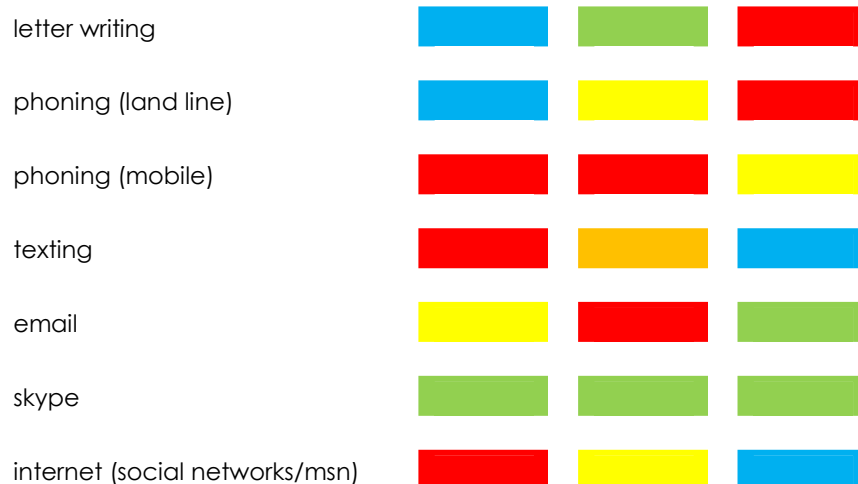 letter writing
phoning (land line)
phoning (mobile)
texting
email
skype
internet (social networks/msn)